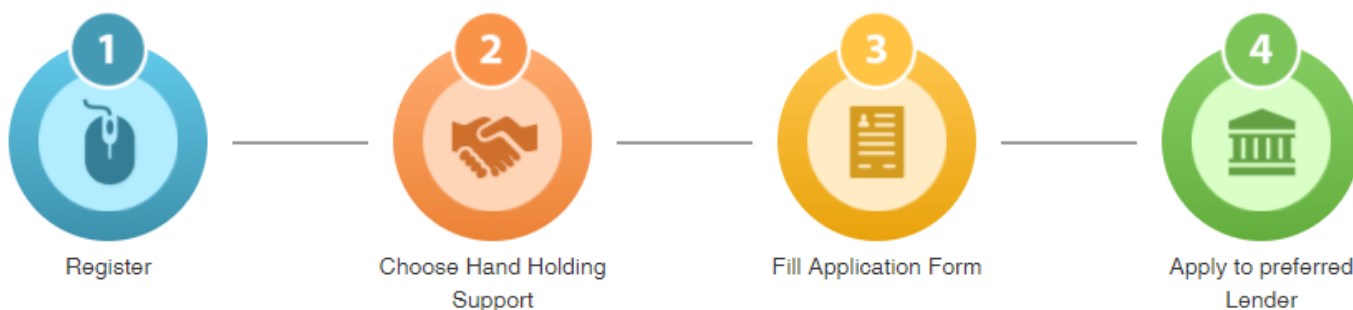 1
2
3
4
Register
Choose Hand Holding
Support
Fill Application Form
Apply to preferred
Lender